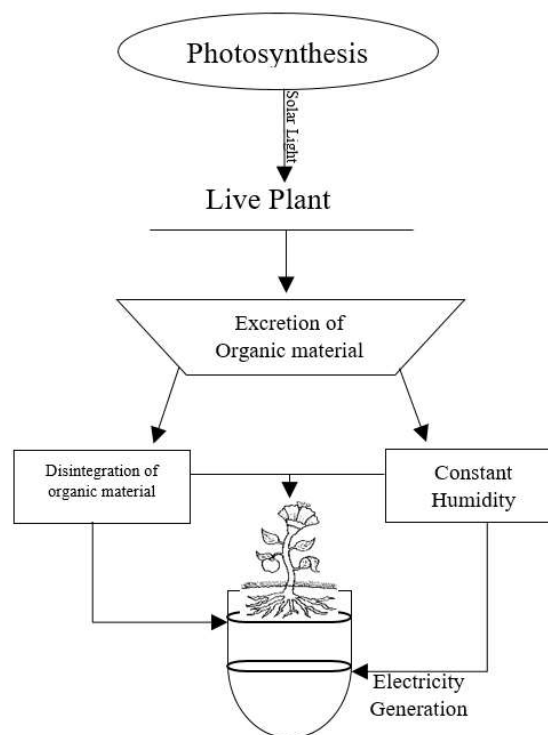 Photosynthesis
Solar Light
Live Plant
Excretion of
Organic material
Disintegration of
organic material
Constant
Humidity
Electricity
Generation